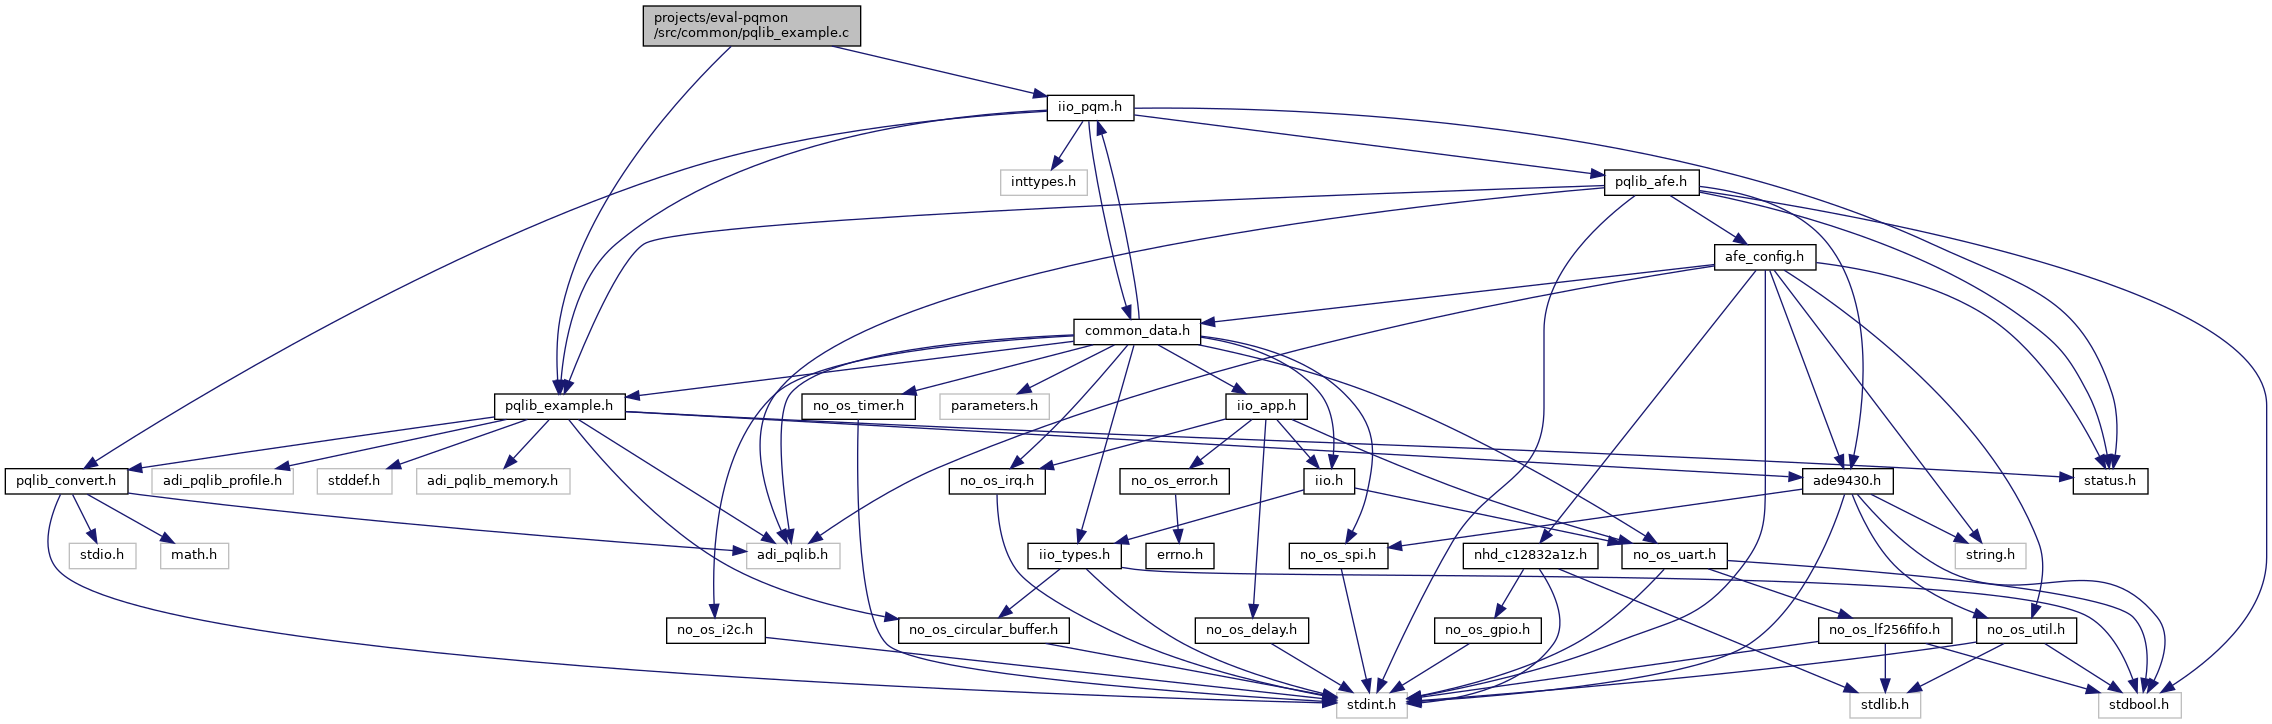 projects/eval-pqmon
/src/common/pqlib_example.c
iio_pqm.h
inttypes.h
pqlib_afe.h
afe_config.h
common_data.h
pqlib_example.h
no_os_timer.h
parameters.h
iio_app.h
pqlib_convert.h
adi_pqlib_profile.h
stddef.h
adi_pqlib_memory.h
no_os_irq.h
no_os_error.h
iio.h
ade9430.h
status.h
stdio.h
math.h
adi_pqlib.h
iio_types.h
errno.h
no_os_spi.h
nhd_c12832a1z.h
no_os_uart.h
string.h
no_os_i2c.h
no_os_circular_buffer.h
no_os_delay.h
no_os_gpio.h
no_os_lf256fifo.h
no_os_util.h
stdint.h
stdlib.h
stdbool.h